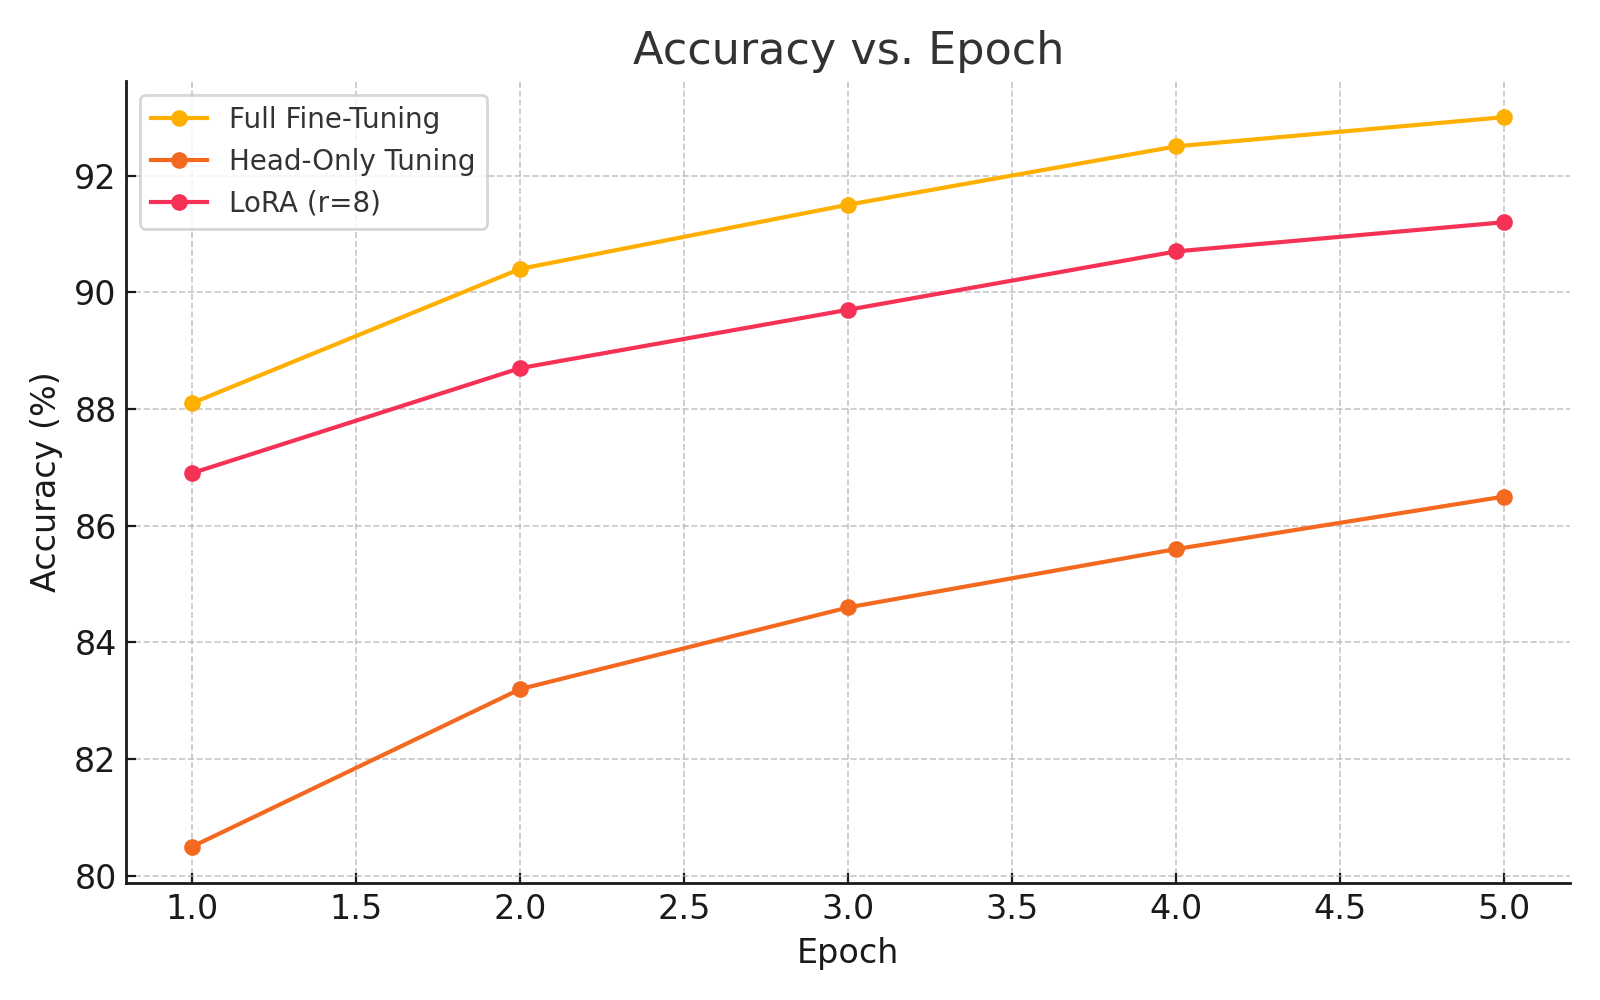 Accuracy vs. Epoch
Full Fine-Tuning
Head-Only Tuning
LoRA (r=8)
Accuracy (%)
92
90
88
86
84
82
80
1.0 1.5 2.0 2.5 3.0 3.5 4.0 4.5 5.0
Epoch